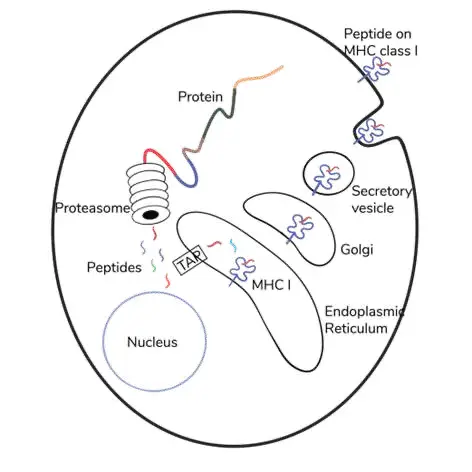 Peptide on
MHC class I
Protein
Secretory
vesicle
Proteasome
Golgi
TAP
Peptides
MHC I
Endoplasmic
Reticulum
Nucleus